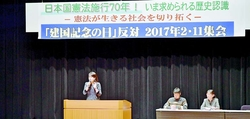 日本国憲法施行70年! いま求められる歴史認識
－憲法が生きる社会を切り拓く－
「建国記念の日」反対 2017年2・11集会